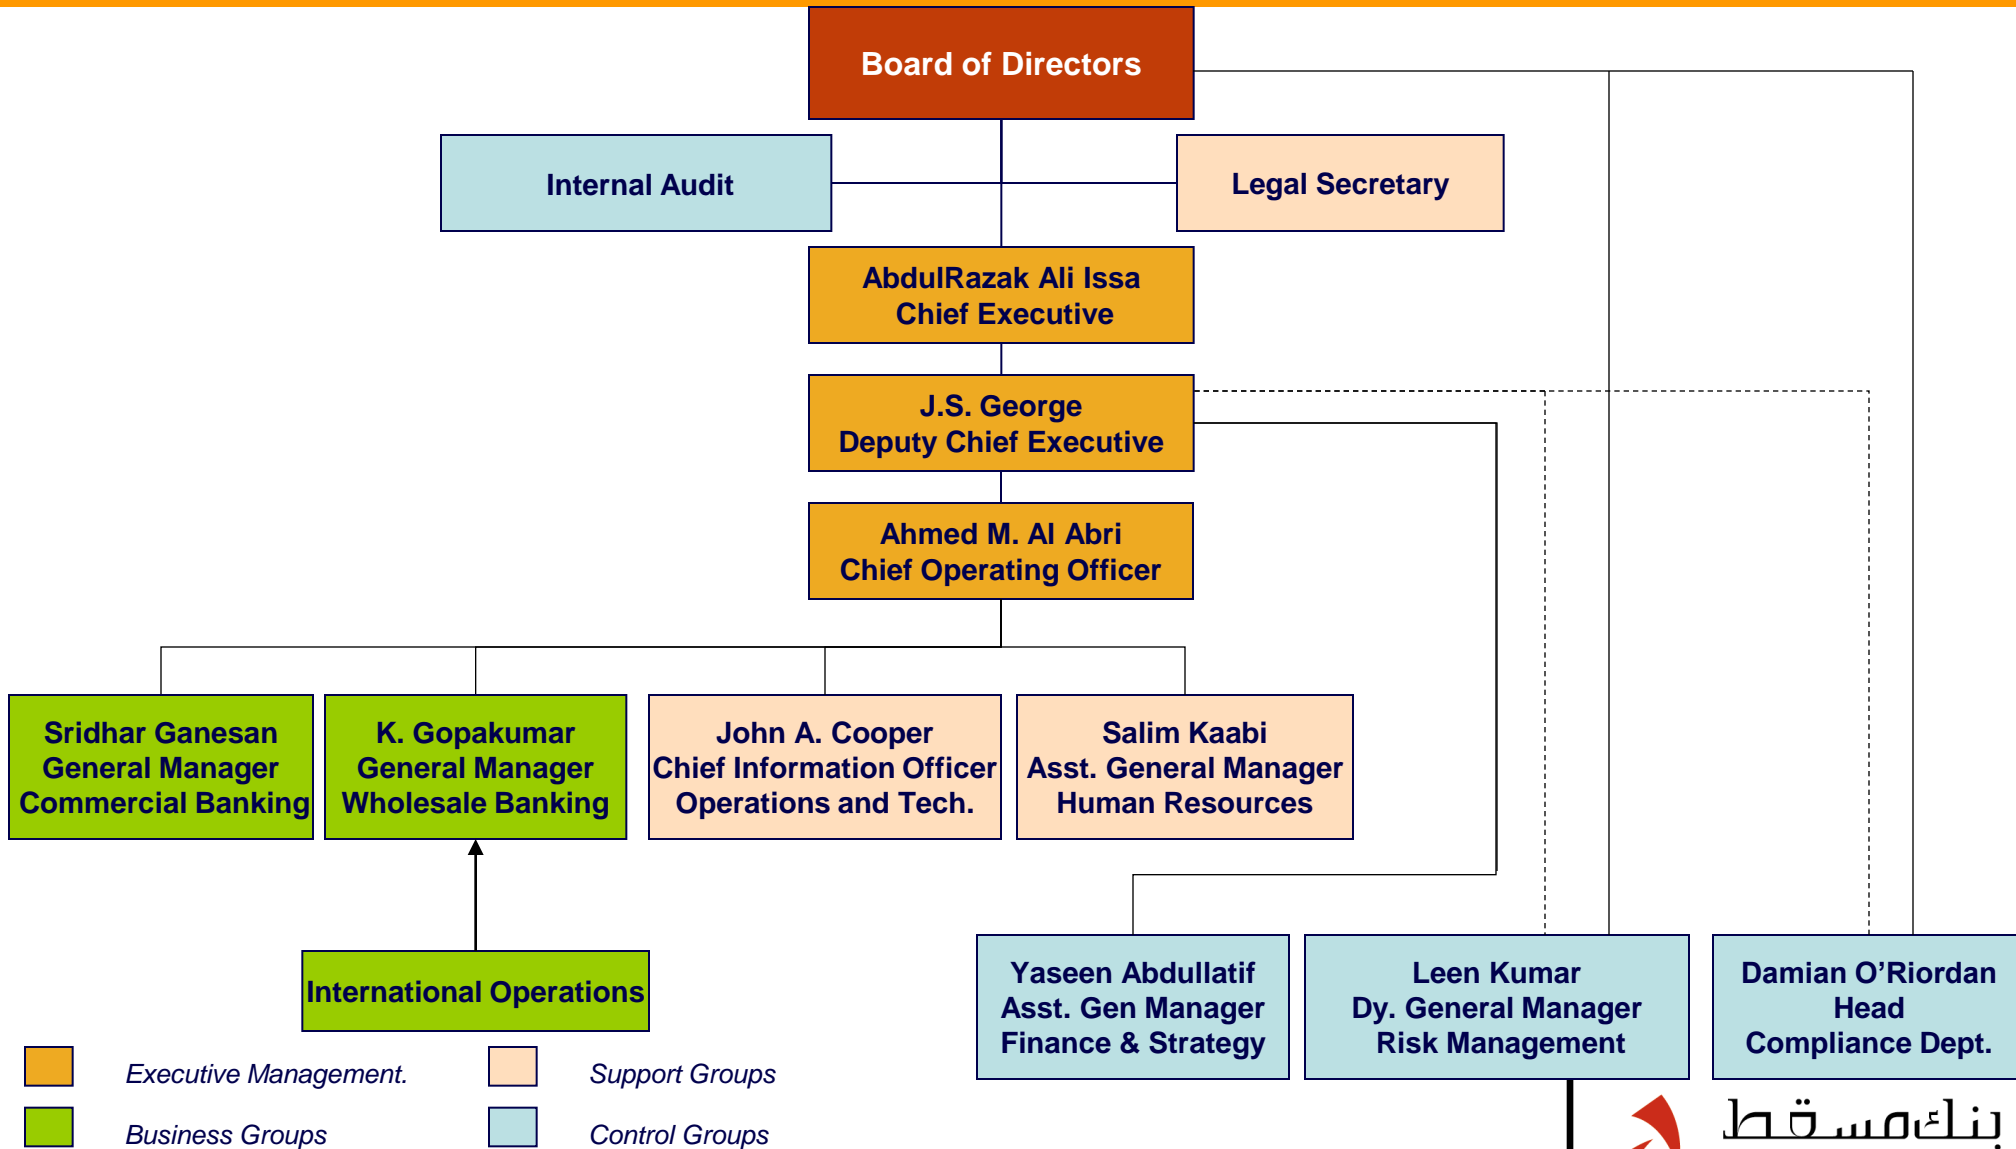 Board of Directors
Internal Audit
Legal Secretary
AbdulRazak Ali Issa
Chief Executive
J.S. George
Deputy Chief Executive
Ahmed M. Al Abri
Chief Operating Officer
Sridhar Ganesan
General Manager
Commercial Banking
K. Gopakumar
General Manager
Wholesale Banking
John A. Cooper
Chief Information Officer
Operations and Tech.
Salim Kaabi
Asst. General Manager
Human Resources
International Operations
Yaseen Abdullatif
Asst. Gen Manager
Finance & Strategy
Leen Kumar
Dy. General Manager
Risk Management
Damian O’Riordan
Head
Compliance Dept.
Executive Management.
Support Groups
Business Groups
Control Groups
بنك مسقط